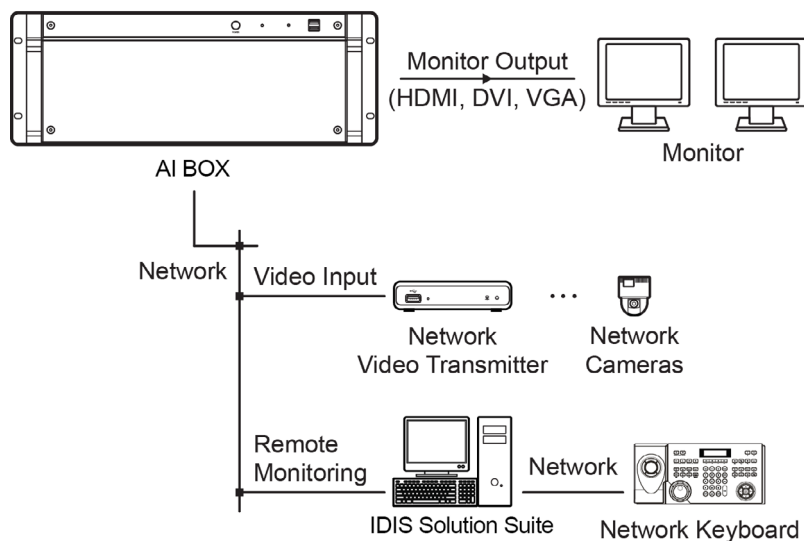 Monitor Output
(HDMI, DVI, VGA)
Monitor
AI BOX
Network
Video Input
Network
Video Transmitter
Network
Cameras
Remote
Monitoring
IDIS Solution Suite
Network
Network Keyboard